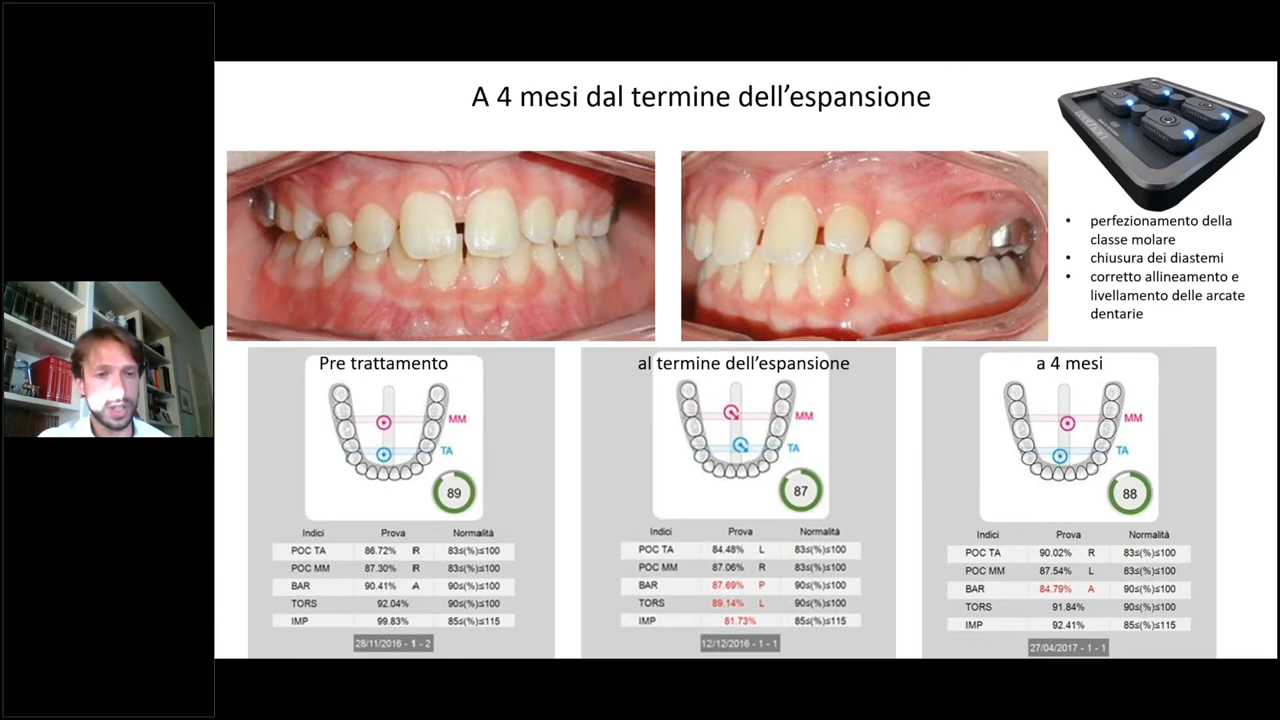 A 4 mesi dal termine dell’espansione
• perfezionamento della
classe molare
• chiusura dei diastemi
• corretto allineamento e
livellamento delle arcate
dentarie
Pre trattamento
MM
TA
89
Indici Prova Normalità
POC TA 86.72% R 83≤(%)≤100
POC MM 87.30% R 83≤(%)≤100
BAR 90.41% A 90≤(%)≤100
TORS 92.04% 90≤(%)≤100
IMP 99.83% 85≤(%)≤115
28/11/2016 - 1 - 2
al termine dell’espansione
MM
TA
87
Indici Prova Normalità
POC TA 84.48% L 83≤(%)≤100
POC MM 87.06% R 83≤(%)≤100
BAR 87.69% P 90≤(%)≤100
TORS 89.14% L 90≤(%)≤100
IMP 81.73% 85≤(%)≤115
12/12/2016 - 1 - 1
a 4 mesi
MM
TA
88
Indici Prova Normalità
POC TA 90.02% R 83≤(%)≤100
POC MM 87.54% L 83≤(%)≤100
BAR 84.79% A 90≤(%)≤100
TORS 91.84% 90≤(%)≤100
IMP 92.41% 85≤(%)≤115
27/04/2017 - 1 - 1